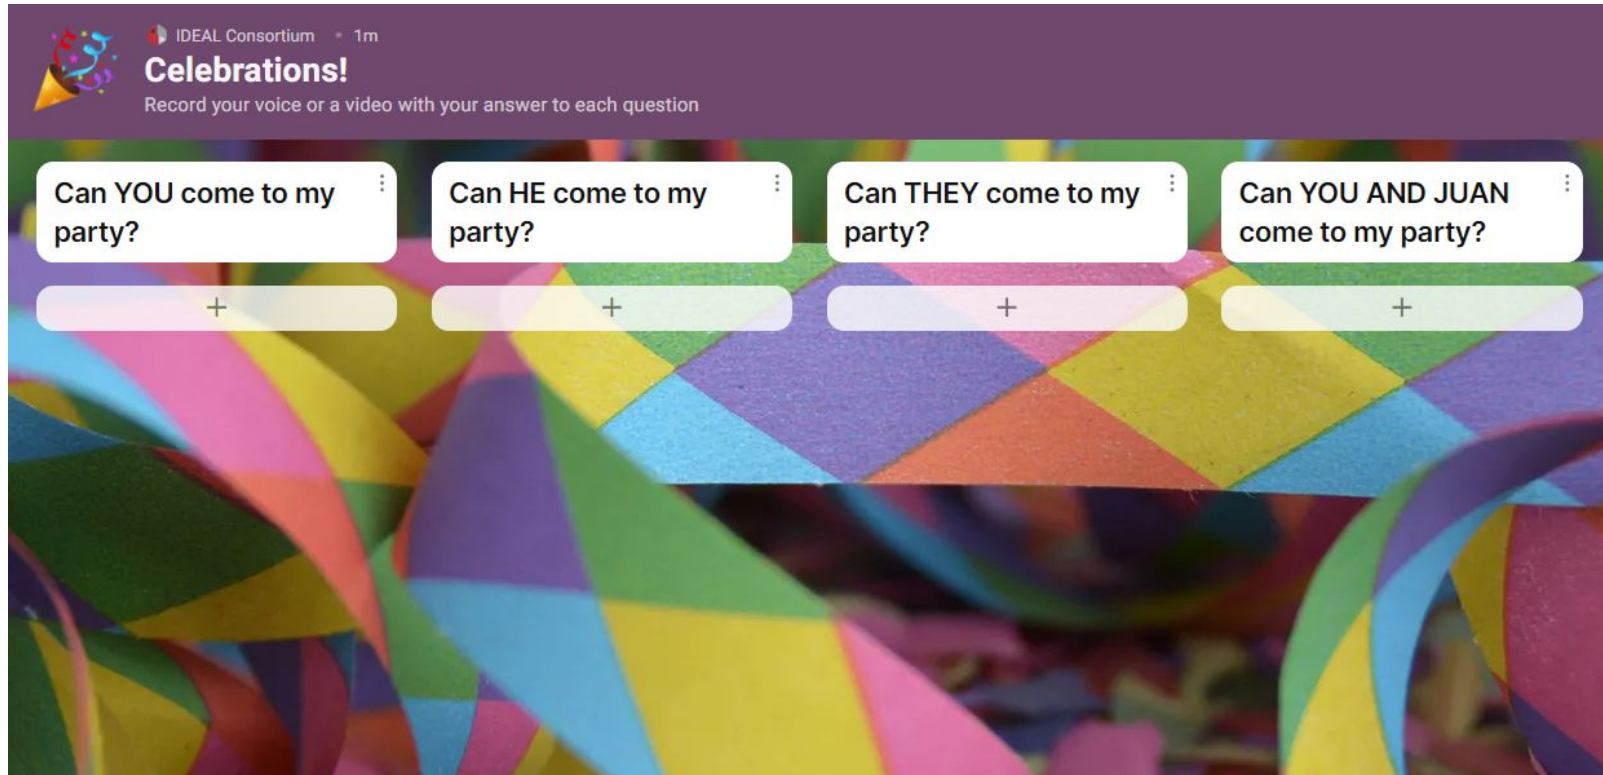 IDEAL Consortium • 1m
Celebrations!
Record your voice or a video with your answer to each question
Can YOU come to my
party?
Can HE come to my
party?
Can THEY come to my
party?
Can YOU AND JUAN
come to my party?
+
+
+
+